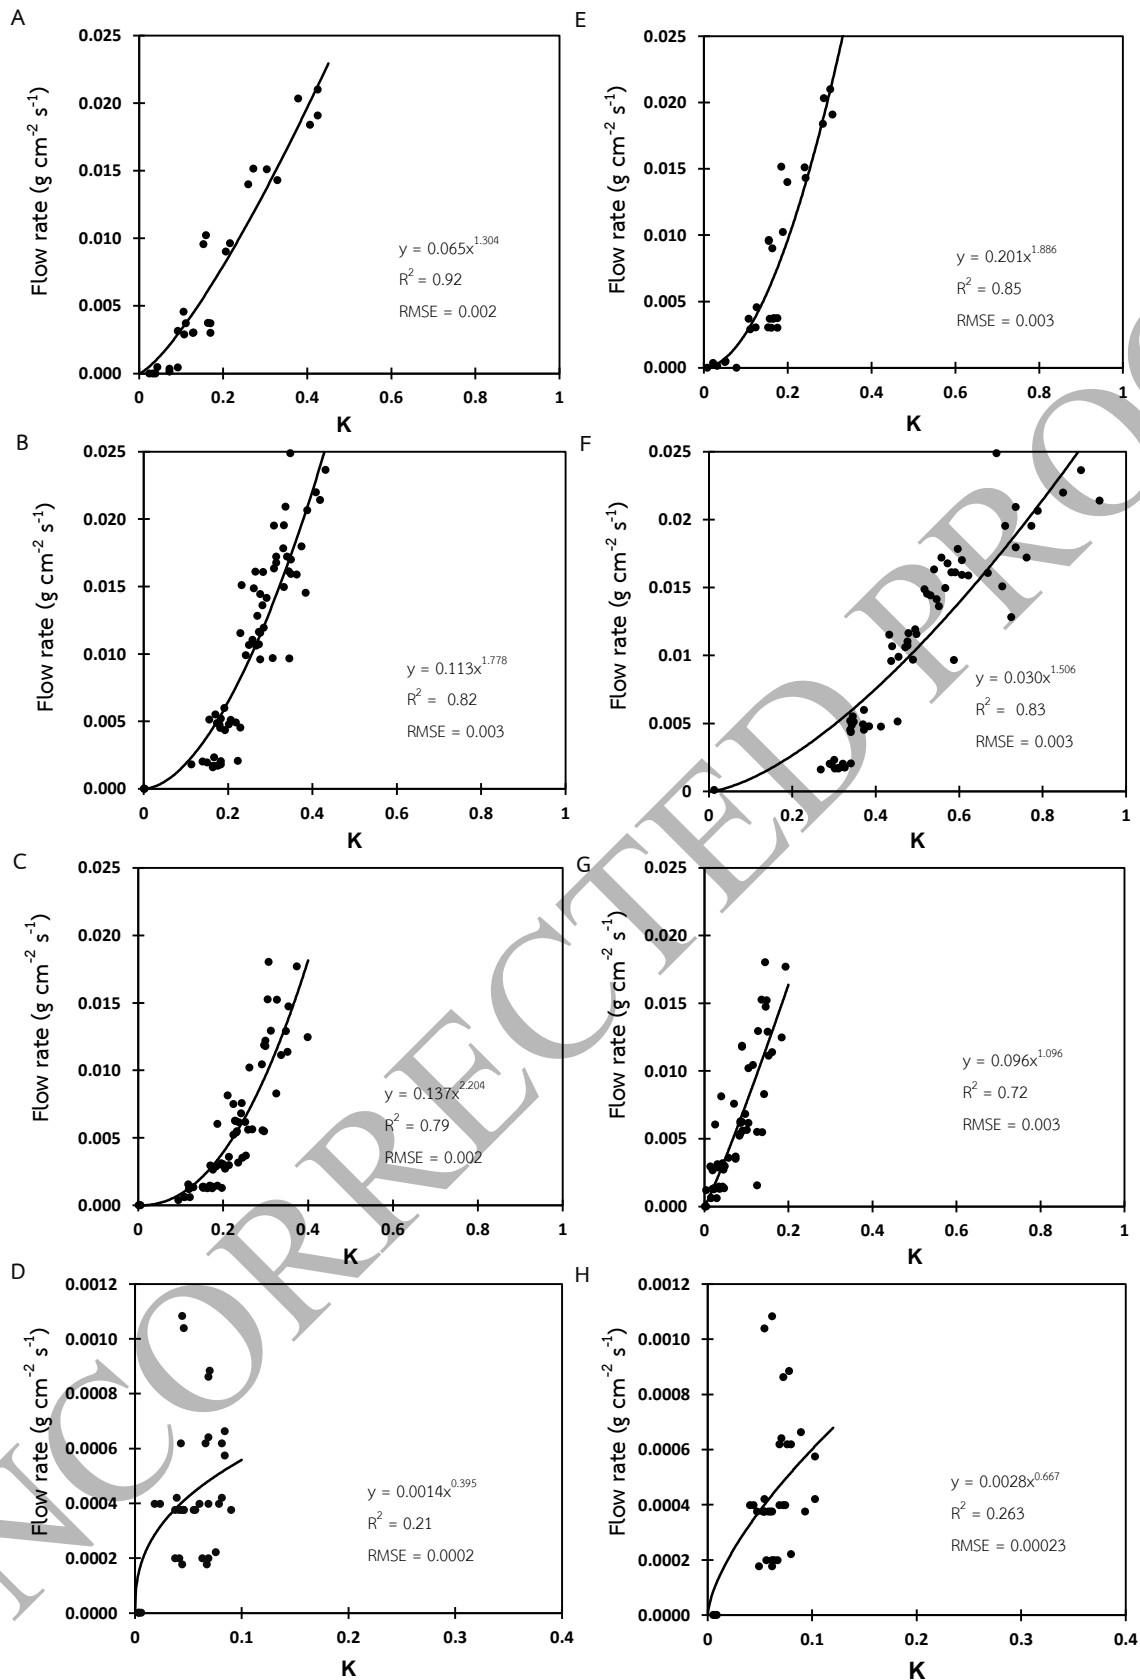 A
0.025
0.020
0.015
0.010
0.005
0.000
Flow rate (g cm-2 s-1)
y = 0.065x1.304
R2 = 0.92
RMSE = 0.002
0 0.2 0.4 0.6 0.8 1
K
E
0.025
0.020
0.015
0.010
0.005
0.000
Flow rate (g cm-2 s-1)
y = 0.201x1.886
R2 = 0.85
RMSE = 0.003
0 0.2 0.4 0.6 0.8 1
K
B
0.025
0.020
0.015
0.010
0.005
0.000
Flow rate (g cm-2 s-1)
y = 0.113x1.778
R2 = 0.82
RMSE = 0.003
0 0.2 0.4 0.6 0.8 1
K
F
0.025
0.02
0.015
0.01
0.005
0
Flow rate (g cm-2 s-1)
y = 0.030x1.506
R2 = 0.83
RMSE = 0.003
0 0.2 0.4 0.6 0.8 1
K
C
0.025
0.020
0.015
0.010
0.005
0.000
Flow rate (g cm-2 s-1)
y = 0.137x2.204
R2 = 0.79
RMSE = 0.002
0 0.2 0.4 0.6 0.8 1
K
G
0.025
0.020
0.015
0.010
0.005
0.000
Flow rate (g cm-2 s-1)
y = 0.096x1.096
R2 = 0.72
RMSE = 0.003
0 0.2 0.4 0.6 0.8 1
K
D
0.0012
0.0010
0.0008
0.0006
0.0004
0.0002
0.0000
Flow rate (g cm-2 s-1)
y = 0.0014x0.395
R2 = 0.21
RMSE = 0.0002
0 0.1 0.2 0.3 0.4
K
H
0.0012
0.0010
0.0008
0.0006
0.0004
0.0002
0.0000
Flow rate (g cm-2 s-1)
y = 0.0028x0.667
R2 = 0.263
RMSE = 0.00023
0 0.1 0.2 0.3 0.4
K
NCORRECTED PRO